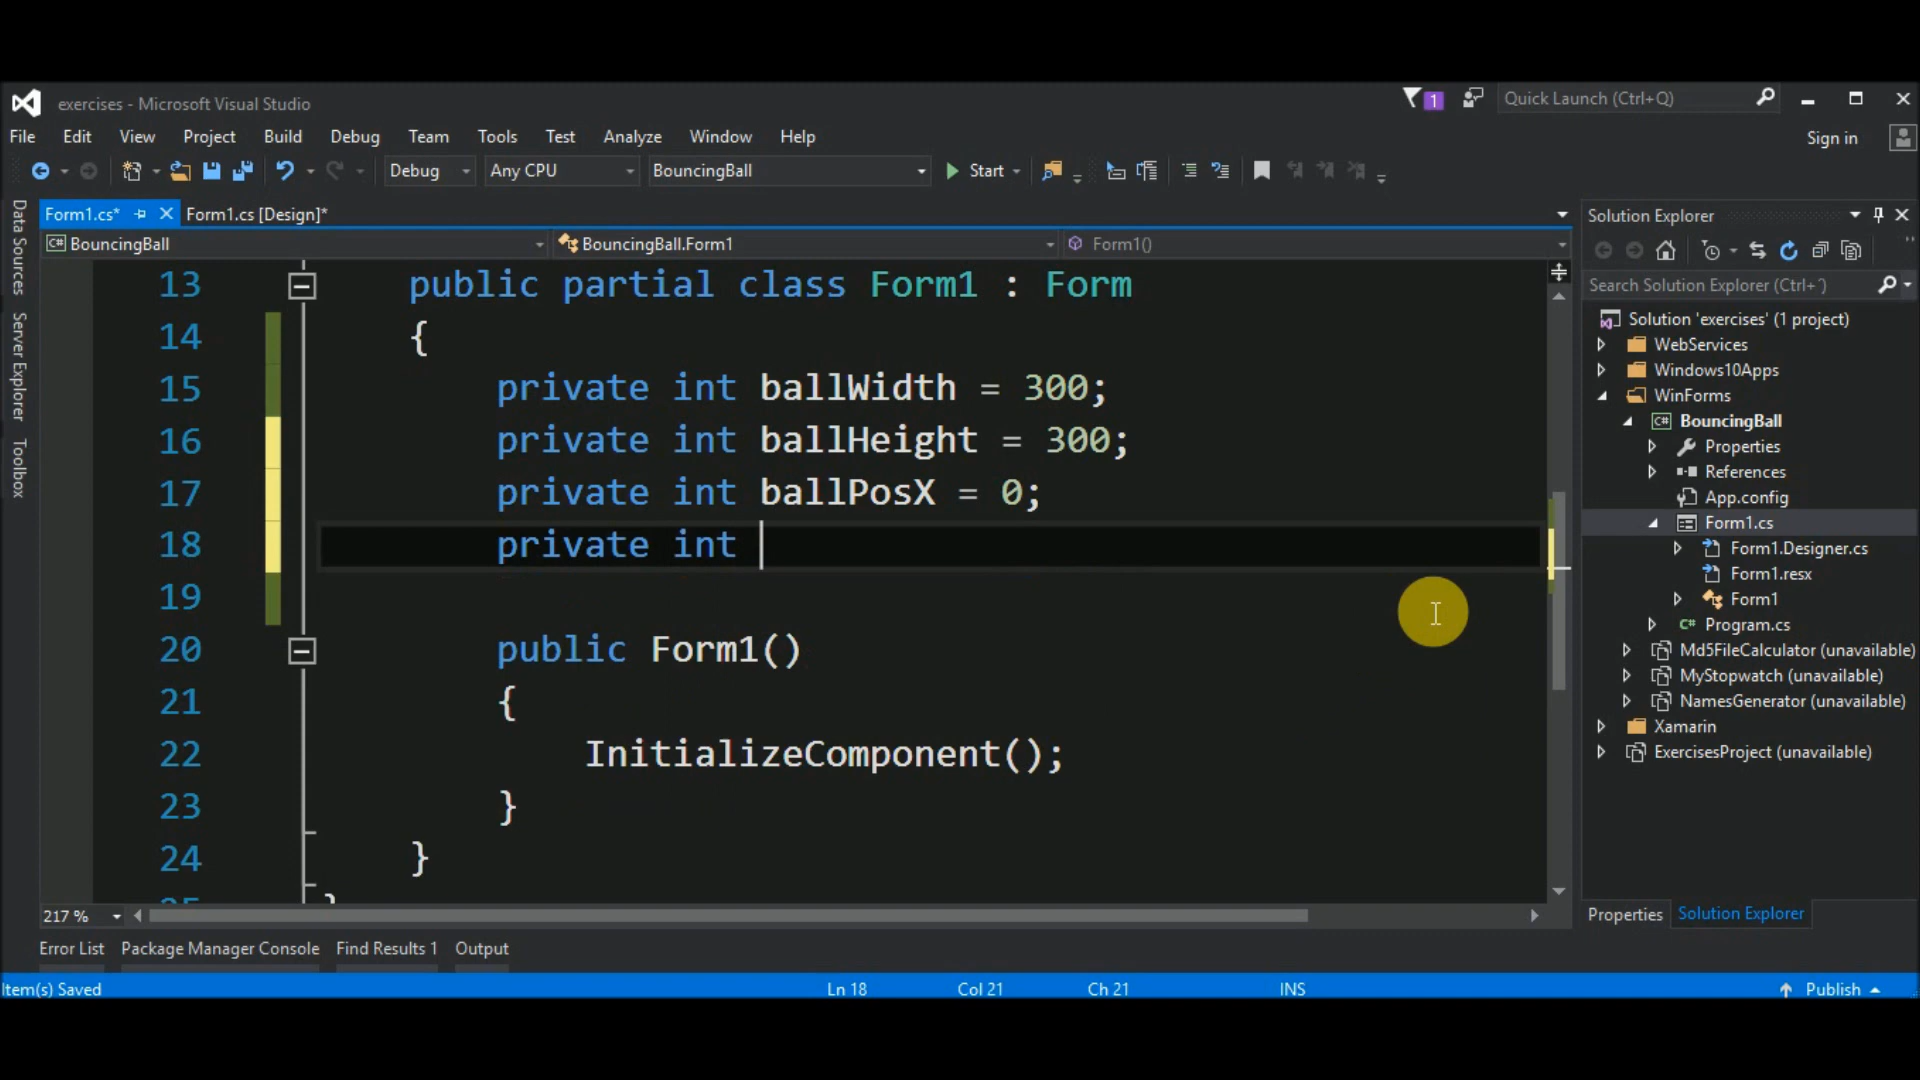 exercises - Microsoft Visual Studio
1
Quick Launch (Ctrl+Q)
File Edit View Project Build Debug Team Tools Test Analyze Window Help
Sign in
Debug Any CPU BouncingBall Start
Form1.cs* Form1.cs [Design]*
BouncingBall BouncingBall.Form1 Form1()
Data Sources
Server Explorer
Toolbox
13 public partial class Form1 : Form
14 {
15 private int ballWidth = 300;
16 private int ballHeight = 300;
17 private int ballPosX = 0;
18 private int
19
20 public Form1()
21 {
22 InitializeComponent();
23 }
24 }
25 }
217 %
Solution Explorer
Search Solution Explorer (Ctrl+¨)
Solution 'exercises' (1 project)
WebServices
Windows10Apps
WinForms
C# BouncingBall
Properties
References
App.config
Form1.cs
Form1.Designer.cs
Form1.resx
Form1
C# Program.cs
Md5FileCalculator (unavailable)
MyStopwatch (unavailable)
NamesGenerator (unavailable)
Xamarin
ExercisesProject (unavailable)
Properties Solution Explorer
Error List Package Manager Console Find Results 1 Output
Item(s) Saved Ln 18 Col 21 Ch 21 INS Publish